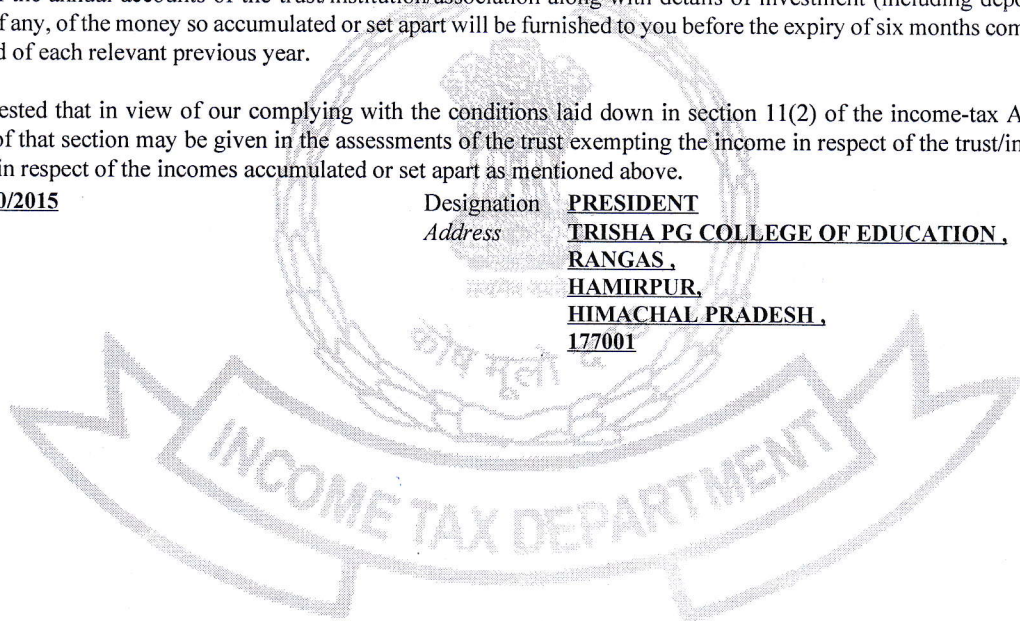 the annual accounts of the trust/institution/association along with details of investment (including depo
f any, of the money so accumulated or set apart will be furnished to you before the expiry of six months com
d of each relevant previous year.
ested that in view of our complying with the conditions laid down in section 11(2) of the income-tax A
of that section may be given in the assessments of the trust exempting the income in respect of the trust/in
in respect of the incomes accumulated or set apart as mentioned above.
0/2015
Designation PRESIDENT
Address TRISHA PG COLLEGE OF EDUCATION ,
RANGAS ,
HAMIRPUR,
HIMACHAL PRADESH ,
177001
कोष मूलो
INCOME TAX DEPARTMENT